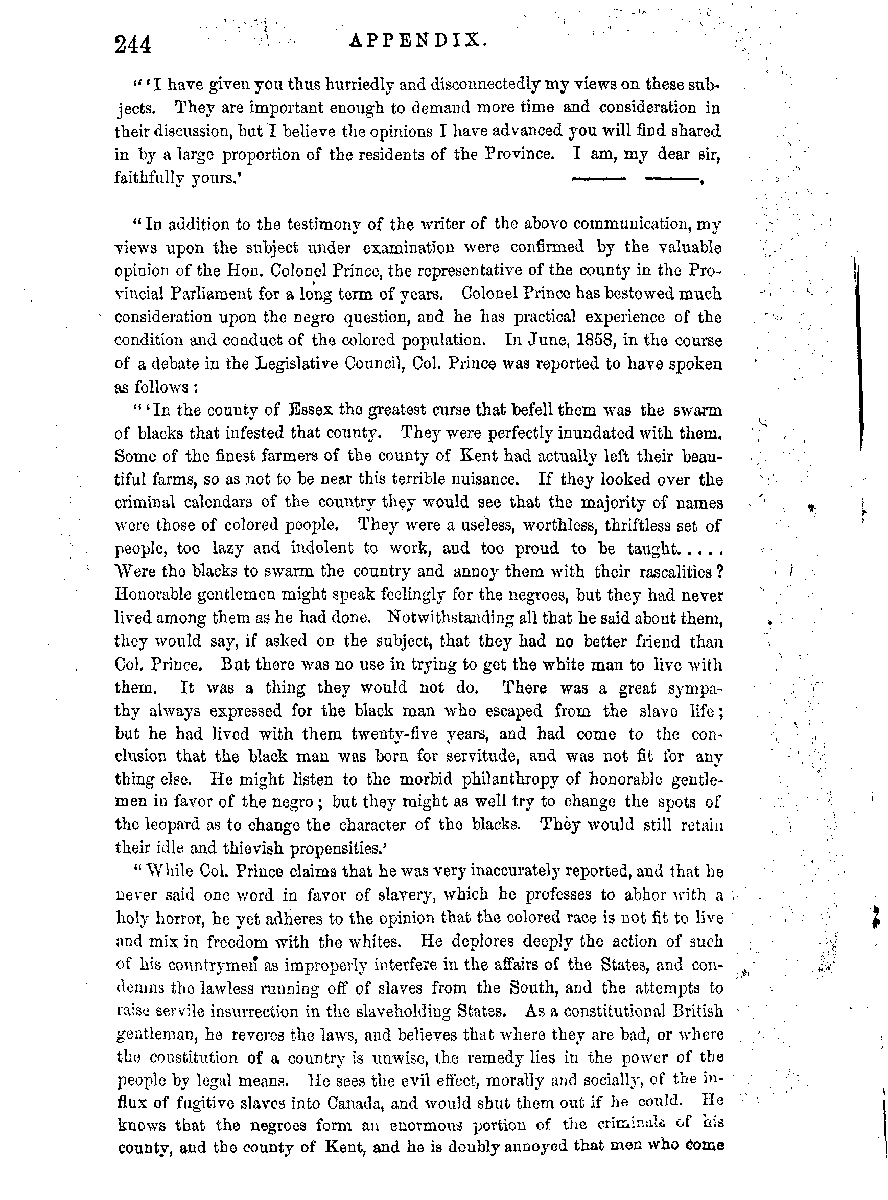 244 APPENDIX.
"'I have given you thus hurriedly and disconnectedly my views on these sub-
jects. They are important enough to demand more time and consideration in
their discussion, but I believe the opinions I have advanced you will find shared
in by a large proportion of the residents of the Province. I am, my dear sir,
faithfully yours.' —— ——.
"In addition to the testimony of the writer of the above communication, my
views upon the subject under examination were confirmed by the valuable
opinion of the Hon. Colonel Prince, the representative of the county in the Pro-
vincial Parliament for a long term of years. Colonel Prince has bestowed much
consideration upon the negro question, and he has practical experience of the
condition and conduct of the colored population. In June, 1858, in the course
of a debate in the Legislative Council, Col. Prince was reported to have spoken
as follows:
"'In the county of Essex the greatest curse that befell them was the swarm
of blacks that infested that county. They were perfectly inundated with them.
Some of the finest farmers of the county of Kent had actually left their beau-
tiful farms, so as not to be near this terrible nuisance. If they looked over the
criminal calendars of the country they would see that the majority of names
were those of colored people. They were a useless, worthless, thriftless set of
people, too lazy and indolent to work, and too proud to be taught.....
Were the blacks to swarm the country and annoy them with their rascalities?
Honorable gentlemen might speak feelingly for the negroes, but they had never
lived among them as he had done. Notwithstanding all that he said about them,
they would say, if asked on the subject, that they had no better friend than
Col. Prince. But there was no use in trying to get the white man to live with
them. It was a thing they would not do. There was a great sympa-
thy always expressed for the black man who escaped from the slave life;
but he had lived with them twenty-five years, and had come to the con-
clusion that the black man was born for servitude, and was not fit for any
thing else. He might listen to the morbid philanthropy of honorable gentle-
men in favor of the negro; but they might as well try to change the spots of
the leopard as to change the character of the blacks. They would still retain
their idle and thievish propensities.'
"While Col. Prince claims that he was very inaccurately reported, and that he
never said one word in favor of slavery, which he professes to abhor with a
holy horror, he yet adheres to the opinion that the colored race is not fit to live
and mix in freedom with the whites. He deplores deeply the action of such
of his countrymen as improperly interfere in the affairs of the States, and con-
demns the lawless running off of slaves from the South, and the attempts to
raise servile insurrection in the slaveholding States. As a constitutional British
gentleman, he reveres the laws, and believes that where they are bad, or where
the constitution of a country is unwise, the remedy lies in the power of the
people by legal means. He sees the evil effect, morally and socially, of the in-
flux of fugitive slaves into Canada, and would shut them out if he could. He
knows that the negroes form an enormous portion of the criminals of his
county, and the county of Kent, and he is doubly annoyed that men who come